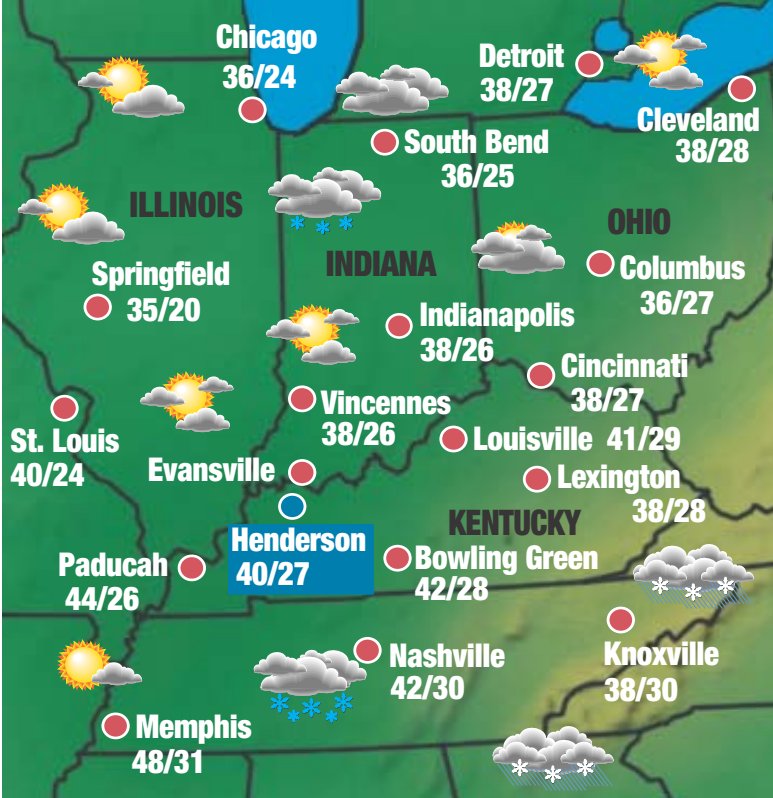 Chicago
36/24
Detroit
38/27
Cleveland
38/28
South Bend
36/25
ILLINOIS
OHIO
INDIANA
Springfield
35/20
Columbus
36/27
Indianapolis
38/26
Cincinnati
38/27
Vincennes
38/26
St. Louis
40/24
Louisville 41/29
Evansville
Lexington
38/28
KENTUCKY
Henderson
40/27
Paducah
44/26
Bowling Green
42/28
Nashville
42/30
Knoxville
38/30
Memphis
48/31